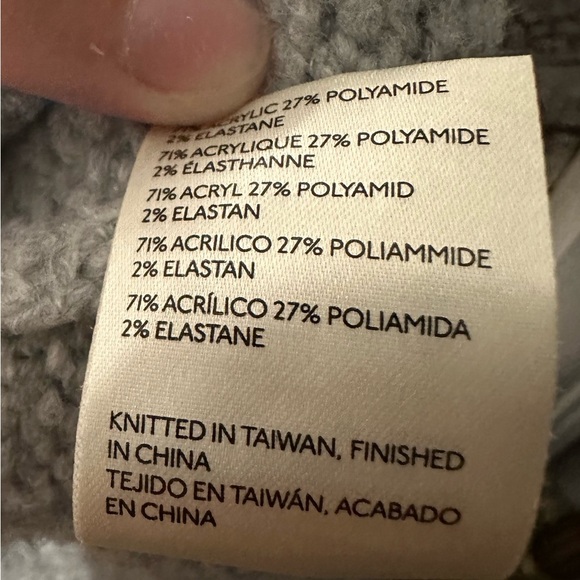 ACRYLIC 27% POLYAMIDE
2% ELASTANE
71% ACRYLIQUE 27% POLYAMIDE
2% ÉLASTHANNE
71% ACRYL 27% POLYAMID
2% ELASTAN
71% ACRILICO 27% POLIAMMIDE
2% ELASTAN
71% ACRÍLICO 27% POLIAMIDA
2% ELASTANE
KNITTED IN TAIWAN, FINISHED
IN CHINA
TEJIDO EN TAIWÁN, ACABADO
EN CHINA